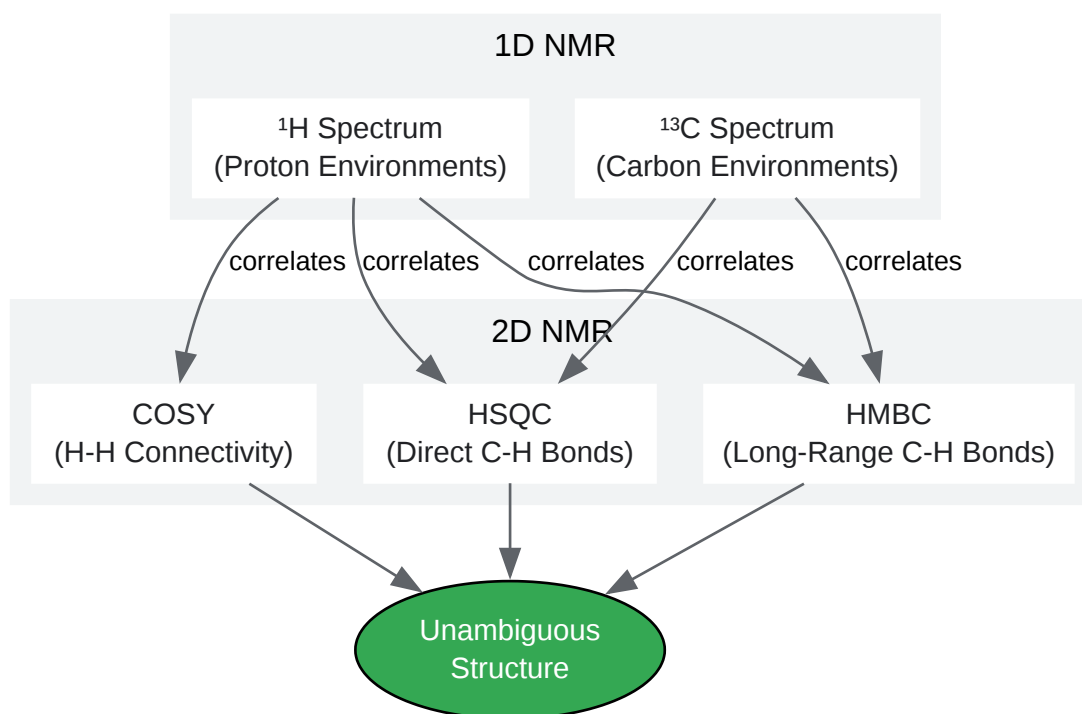 1D NMR
¹H Spectrum
(Proton Environments)
¹³C Spectrum
(Carbon Environments)
correlates
correlates
correlates
correlates
correlates
2D NMR
COSY
(H-H Connectivity)
HSQC
(Direct C-H Bonds)
HMBC
(Long-Range C-H Bonds)
Unambiguous
Structure